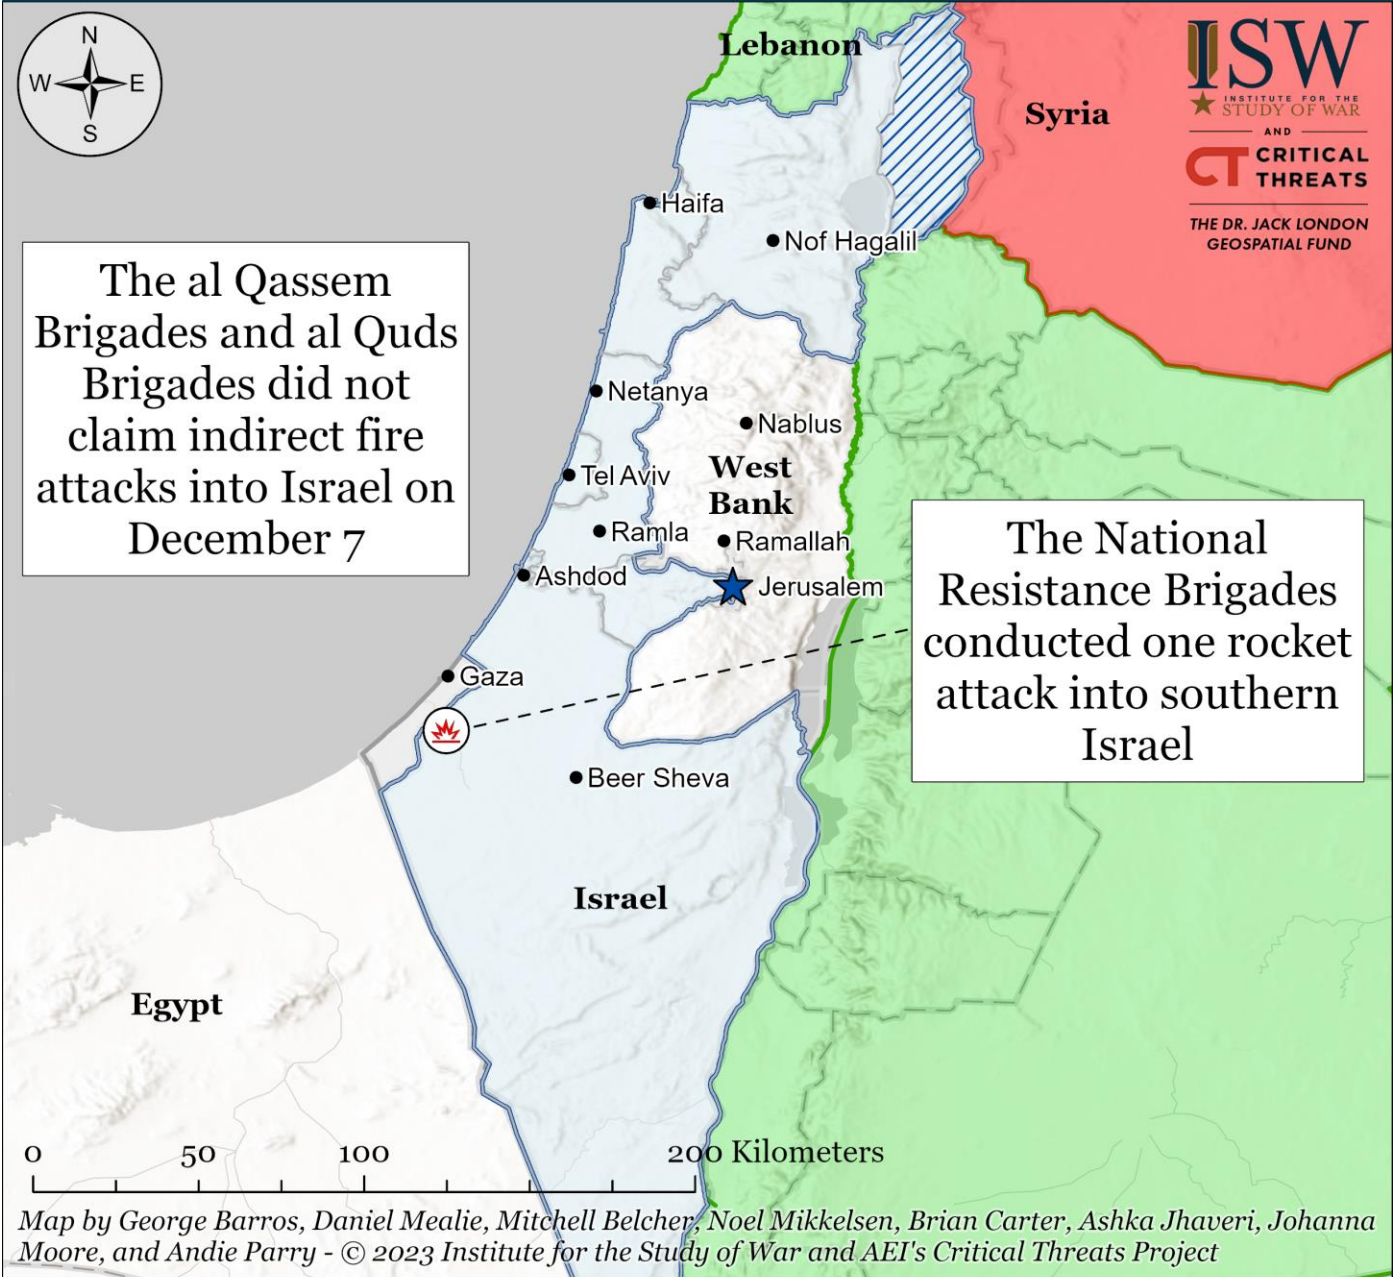 N
W
E
S
Lebanon
Syria
ISW
INSTITUTE FOR THE
STUDY OF WAR
AND
CT CRITICAL
THREATS
THE DR. JACK LONDON
GEOSPATIAL FUND
Haifa
Nof Hagalil
The al Qassem
Brigades and al Quds
Brigades did not
claim indirect fire
attacks into Israel on
December 7
Netanya
Nablus
West
Bank
Tel Aviv
Ramla
Ramallah
Ashdod
Jerusalem
The National
Resistance Brigades
conducted one rocket
attack into southern
Israel
Gaza
Beer Sheva
Israel
Egypt
0 50 100 200 Kilometers
Map by George Barros, Daniel Mealie, Mitchell Belcher, Noel Mikkelsen, Brian Carter, Ashka Jhaveri, Johanna
Moore, and Andie Parry - © 2023 Institute for the Study of War and AEI's Critical Threats Project